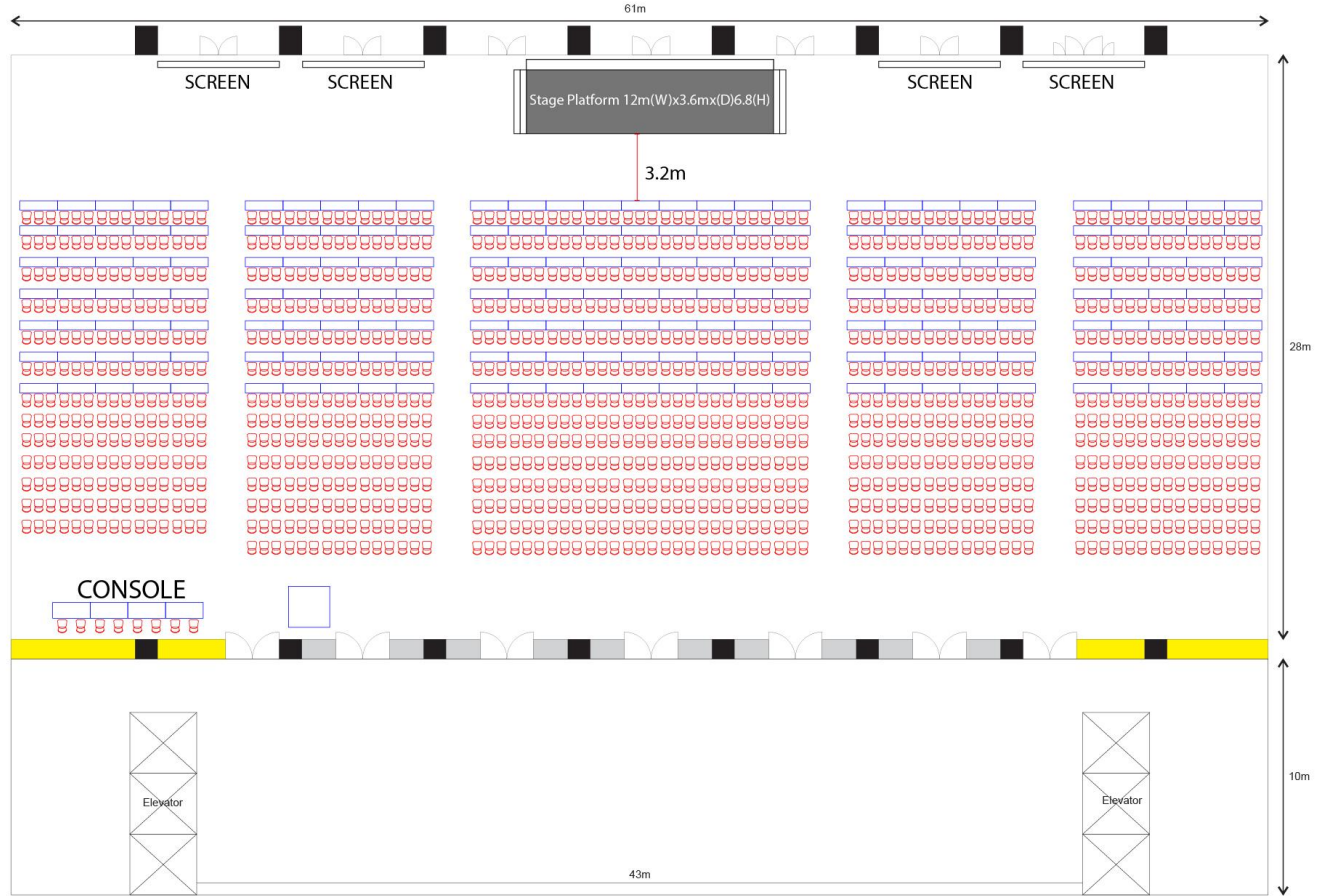 61m
SCREEN
SCREEN
Stage Platform 12m(W)x3.6mx(D)6.8(H)
SCREEN
SCREEN
3.2m
28m
CONSOLE
Elevator
Elevator
10m
43m